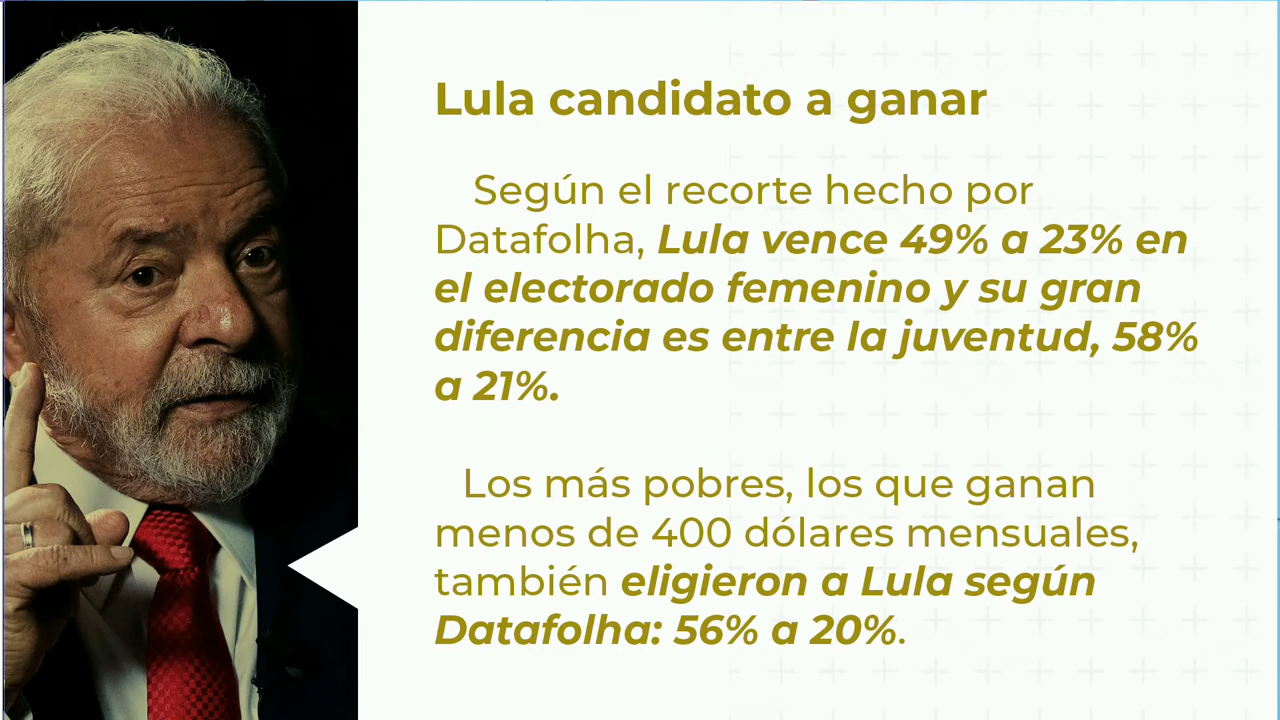 Lula candidato a ganar
Según el recorte hecho por
Datafolha, Lula vence 49% a 23% en
el electorado femenino y su gran
diferencia es entre la juventud, 58%
a 21%.
Los más pobres, los que ganan
menos de 400 dólares mensuales,
también eligieron a Lula según
Datafolha: 56% a 20%.